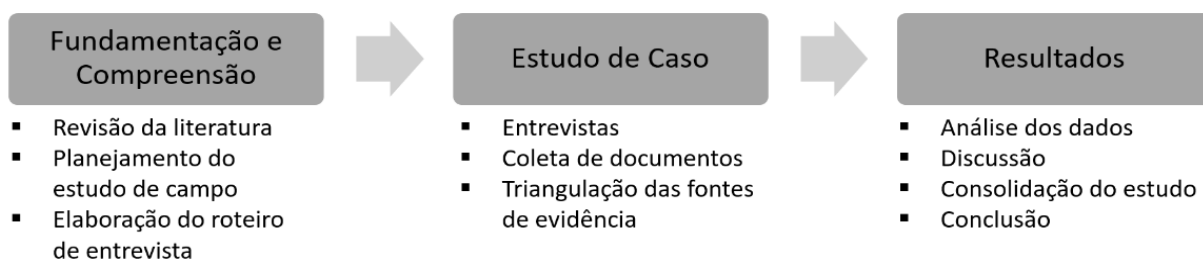 Fundamentação e
Compreensão
▪ Revisão da literatura
▪ Planejamento do
estudo de campo
▪ Elaboração do roteiro
de entrevista
Estudo de Caso
▪ Entrevistas
▪ Coleta de documentos
▪ Triangulação das fontes
de evidência
Resultados
▪ Análise dos dados
▪ Discussão
▪ Consolidação do estudo
▪ Conclusão